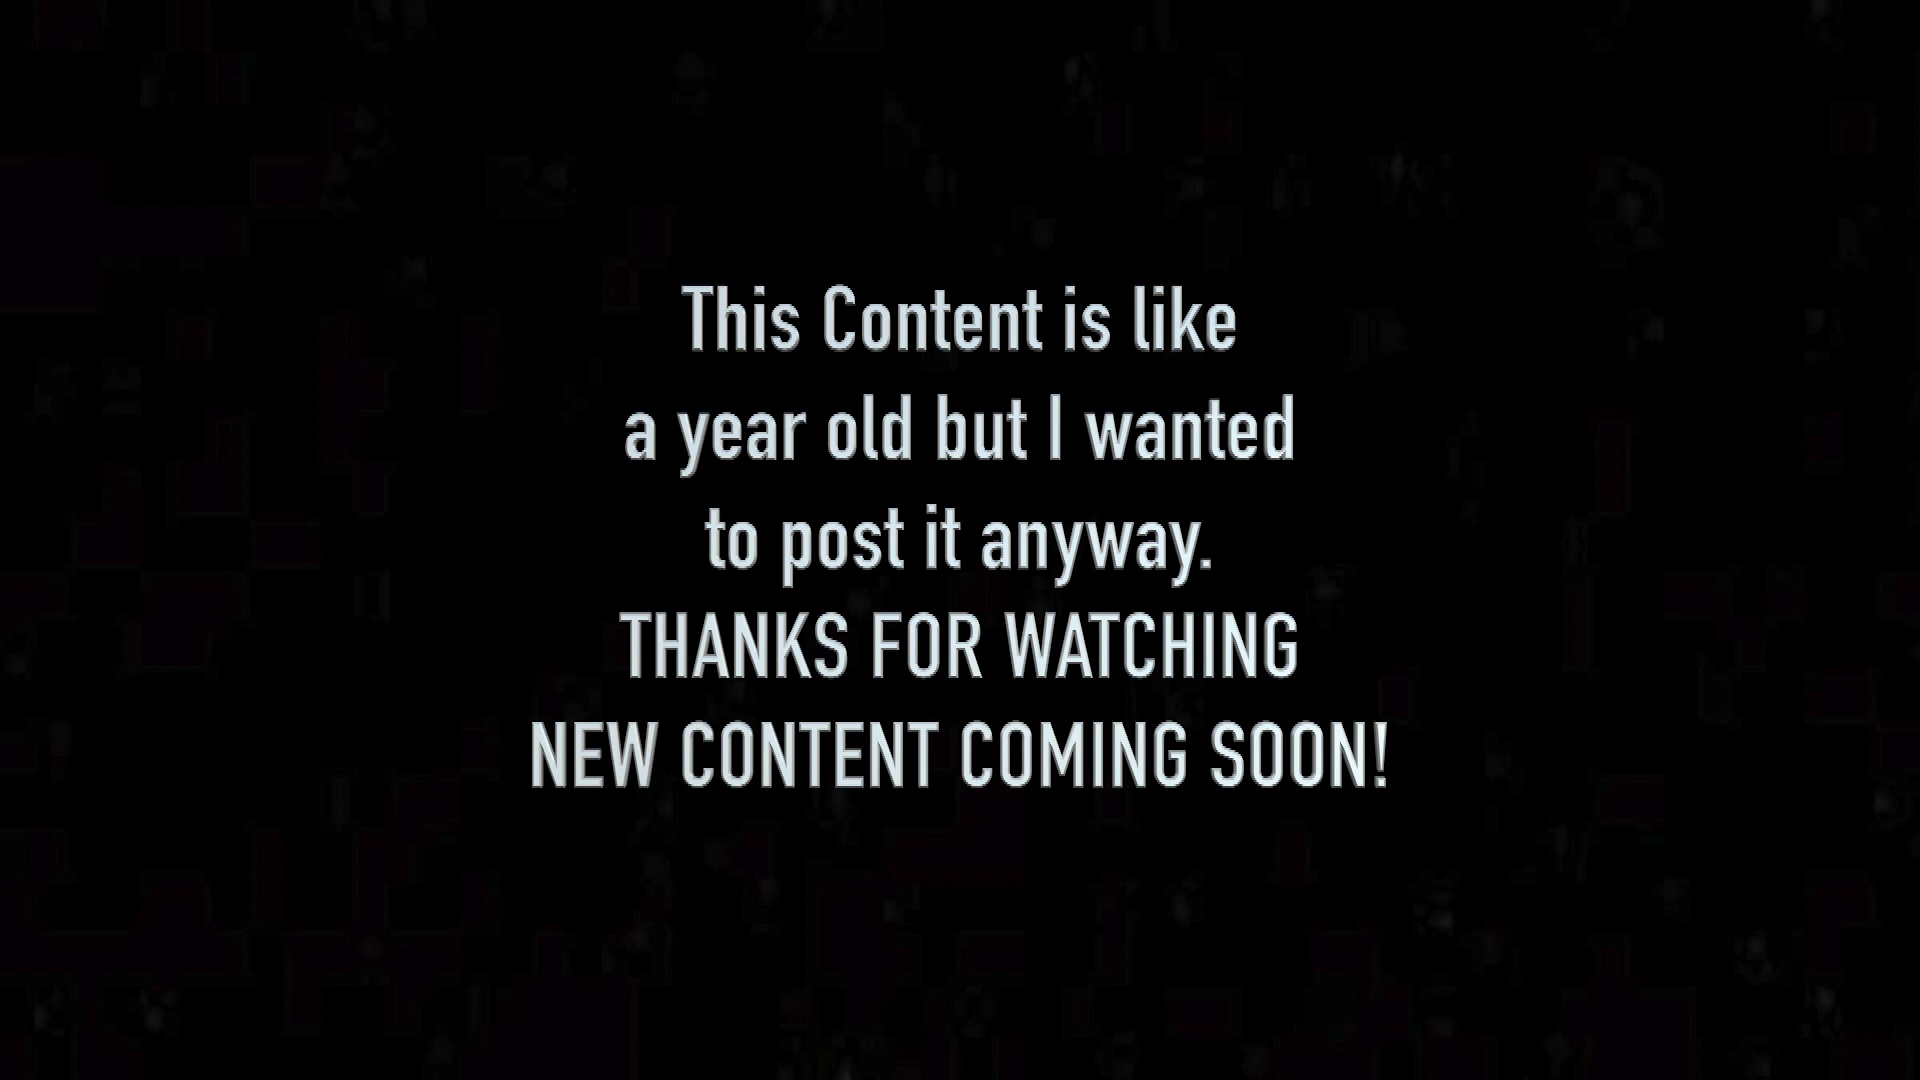 This Content is like
a year old but I wanted
to post it anyway.
THANKS FOR WATCHING
NEW CONTENT COMING SOON!